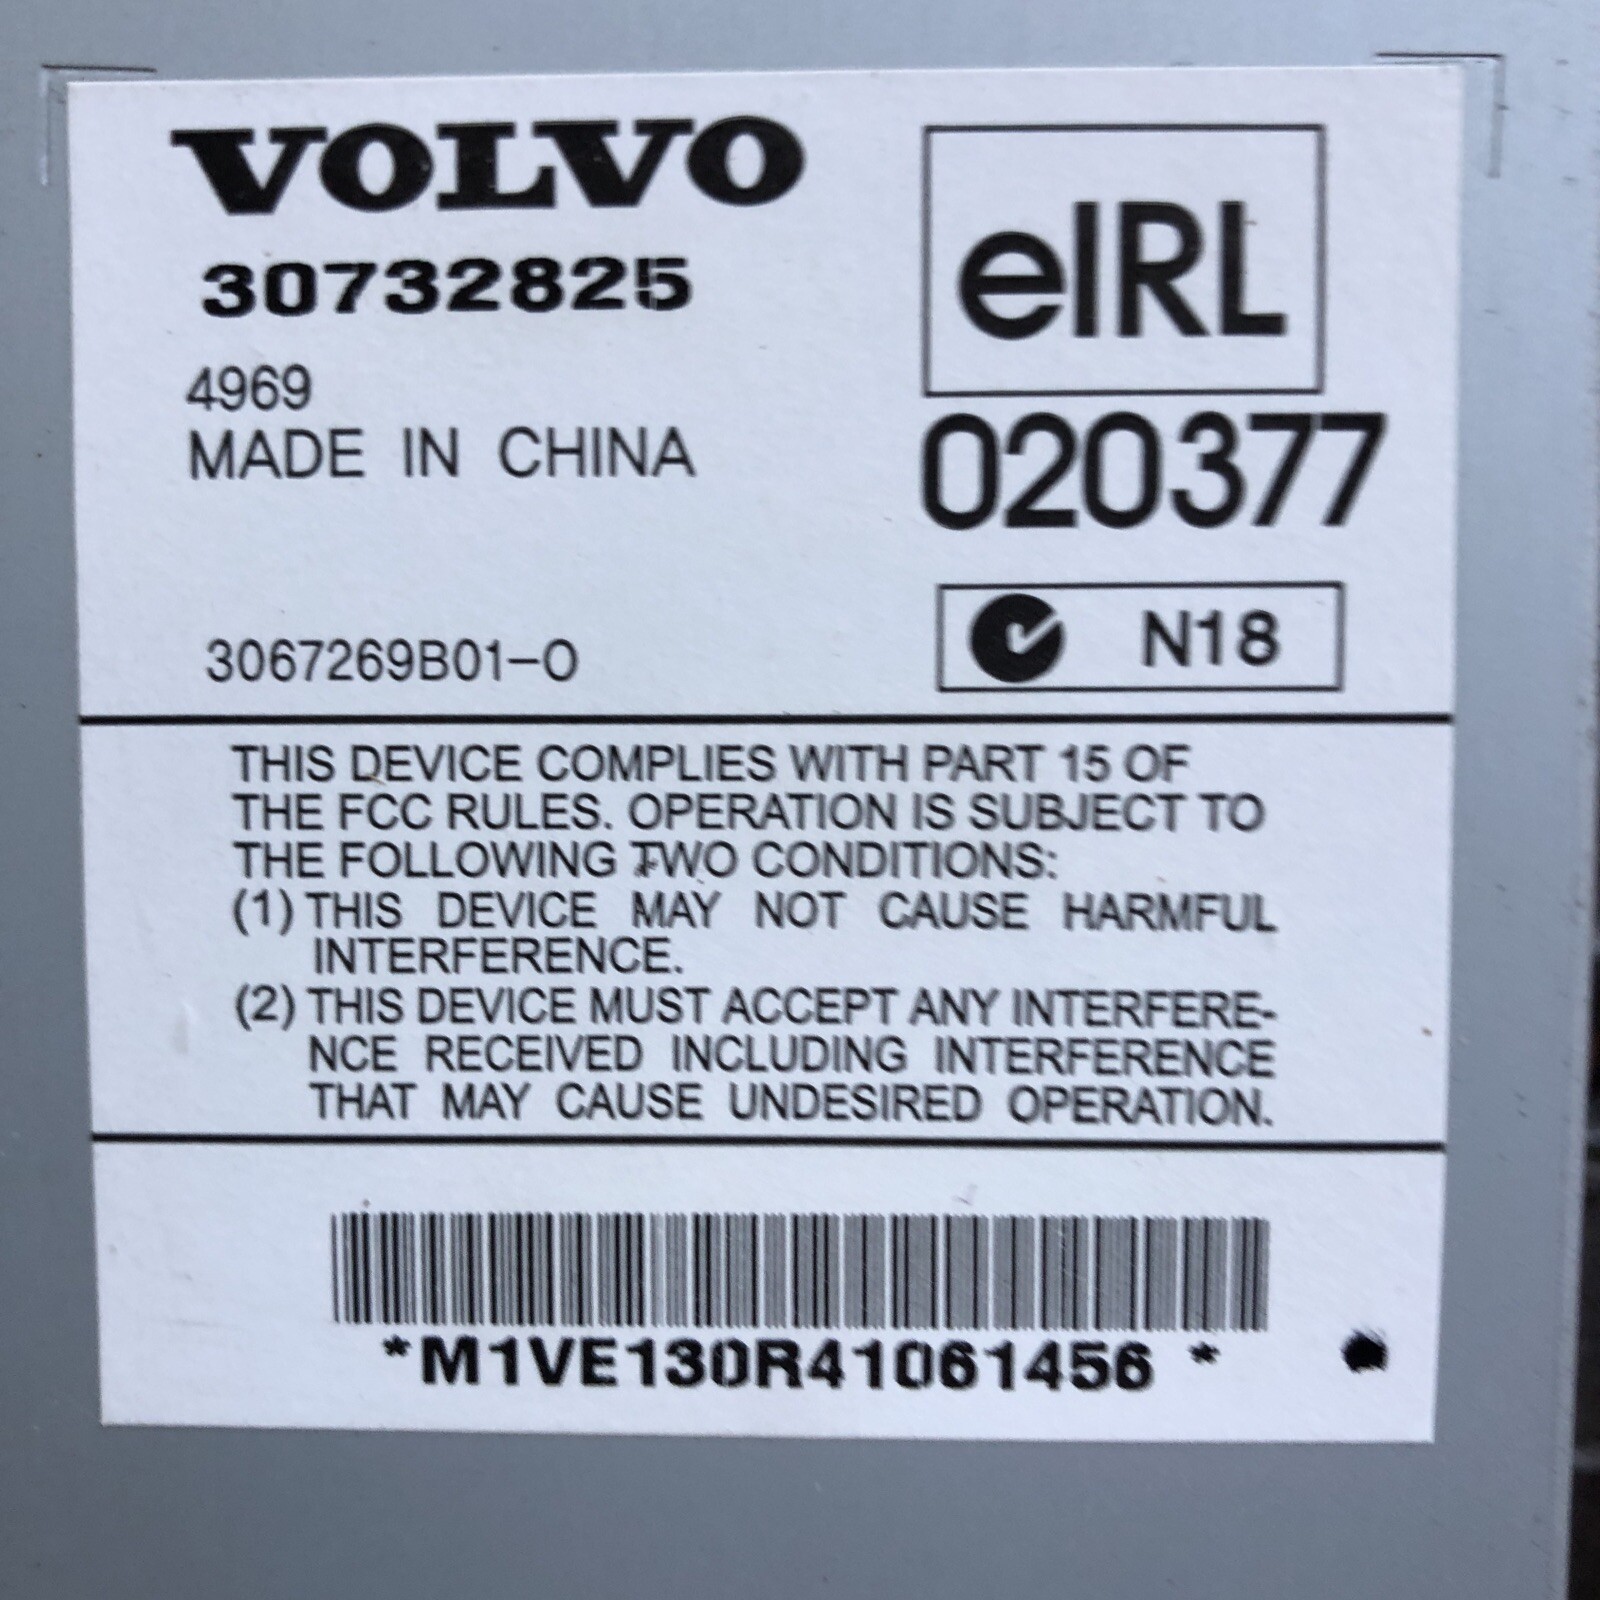 VOLVO
30732825
4969
MADE IN CHINA
3067269B01-0
eIRL
020377
N18
THIS DEVICE COMPLIES WITH PART 15 OF
THE FCC RULES. OPERATION IS SUBJECT TO
THE FOLLOWING TWO CONDITIONS:
(1) THIS DEVICE MAY NOT CAUSE HARMFUL
INTERFERENCE.
(2) THIS DEVICE MUST ACCEPT ANY INTERFERE-
NCE RECEIVED INCLUDING INTERFERENCE
THAT MAY CAUSE UNDESIRED OPERATION.
*M1VE130R41061456 *